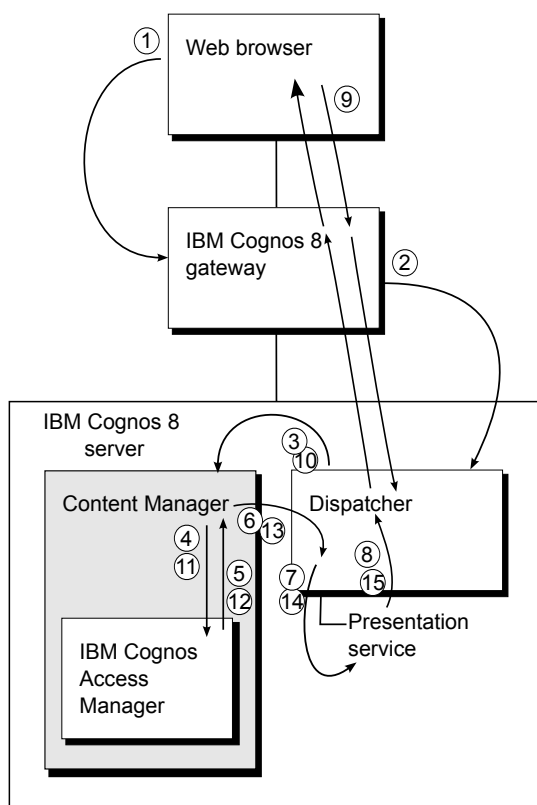 1
Web browser
9
IBM Cognos 8
gateway
2
IBM Cognos 8
server
3
10
Content Manager
Dispatcher
6
13
4
11
5
12
8
15
7
14
Presentation
service
IBM Cognos
Access
Manager